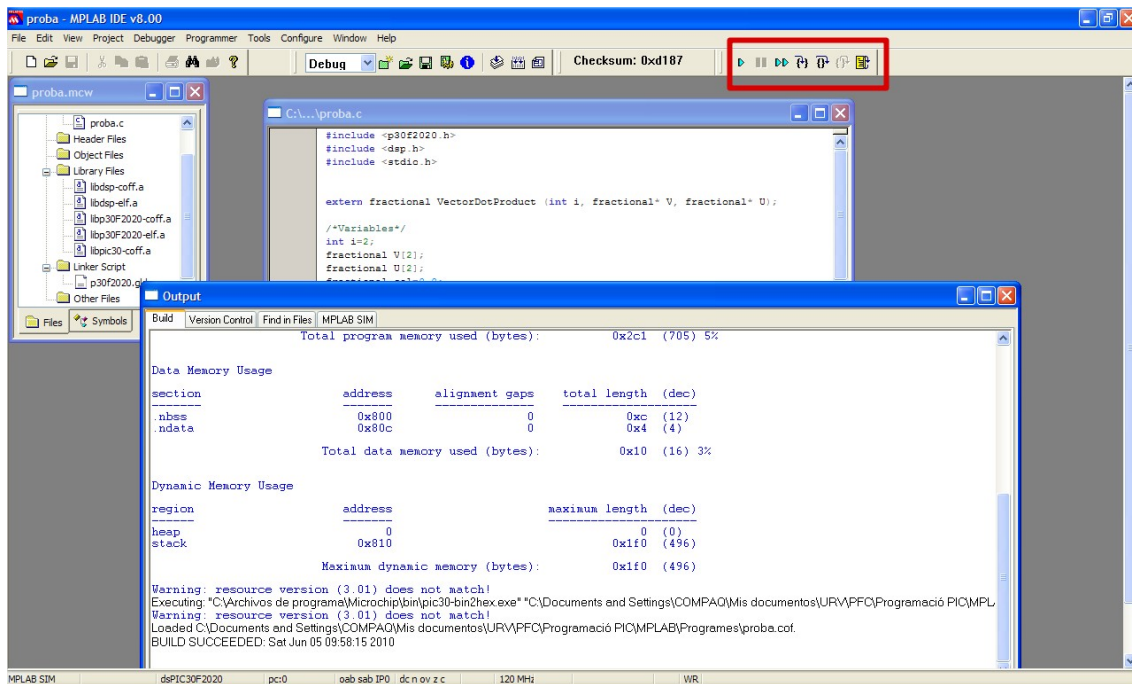 proba - MPLAB IDE v8.00
File Edit View Project Debugger Programmer Tools Configure Window Help
Debug Checksum: 0xd187
proba.mcw
proba.c
Header Files
Object Files
Library Files
libdsp-coff.a
libdsp-elf.a
libp30F2020-coff.a
libp30F2020-elf.a
libpic30-coff.a
Linker Script
p30f2020.gl
Other Files
Files Symbols
C:\...\proba.c
#include <p30f2020.h>
#include <dsp.h>
#include <stdio.h>
extern fractional VectorDotProduct (int i, fractional* V, fractional* U);
/*Variables*/
int i=2;
fractional V[2];
fractional U[2];
Output
Build Version Control Find in Files MPLAB SIM
Total program memory used (bytes): 0x2c1 (705) 5%
Data Memory Usage
section address alignment gaps total length (dec)
.nbss 0x800 0 0xc (12)
.ndata 0x80c 0 0x4 (4)
Total data memory used (bytes): 0x10 (16) 3%
Dynamic Memory Usage
region address maximum length (dec)
heap 0 0 (0)
stack 0x810 0x1f0 (496)
Maximum dynamic memory (bytes): 0x1f0 (496)
Warning: resource version (3.01) does not match!
Executing: "C:\Archivos de programa\Microchip\bin\pic30-bin2hex.exe" "C:\Documents and Settings\COMPAQ\Mis documentos\URV\PFC\Programació PIC\MPL
Warning: resource version (3.01) does not match!
Loaded C:\Documents and Settings\COMPAQ\Mis documentos\URV\PFC\Programació PIC\MPLAB\Programes\proba.cof.
BUILD SUCCEEDED: Sat Jun 05 09:58:15 2010
MPLAB SIM dsPIC30F2020 pc:0 oab sab IP0 dc n ov z c 120 MHz WR